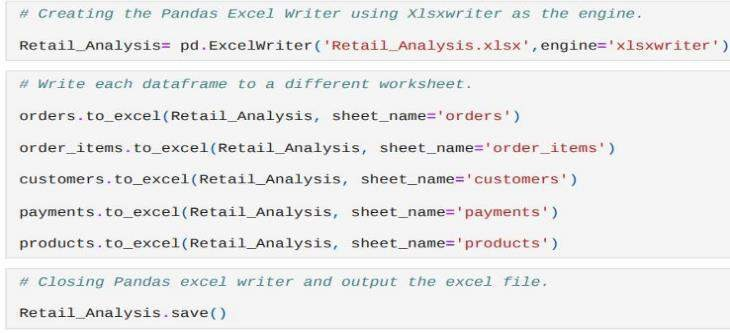 # Creating the Pandas Excel Writer using Xlsxwriter as the engine.
Retail_Analysis= pd.ExcelWriter('Retail_Analysis.xlsx',engine='xlsxwriter')
# Write each dataframe to a different worksheet.
orders.to_excel(Retail_Analysis, sheet_name='orders')
order_items.to_excel(Retail_Analysis, sheet_name='order_items')
customers.to_excel(Retail_Analysis, sheet_name='customers')
payments.to_excel(Retail_Analysis, sheet_name='payments')
products.to_excel(Retail_Analysis, sheet_name='products')
# Closing Pandas excel writer and output the excel file.
Retail_Analysis.save()